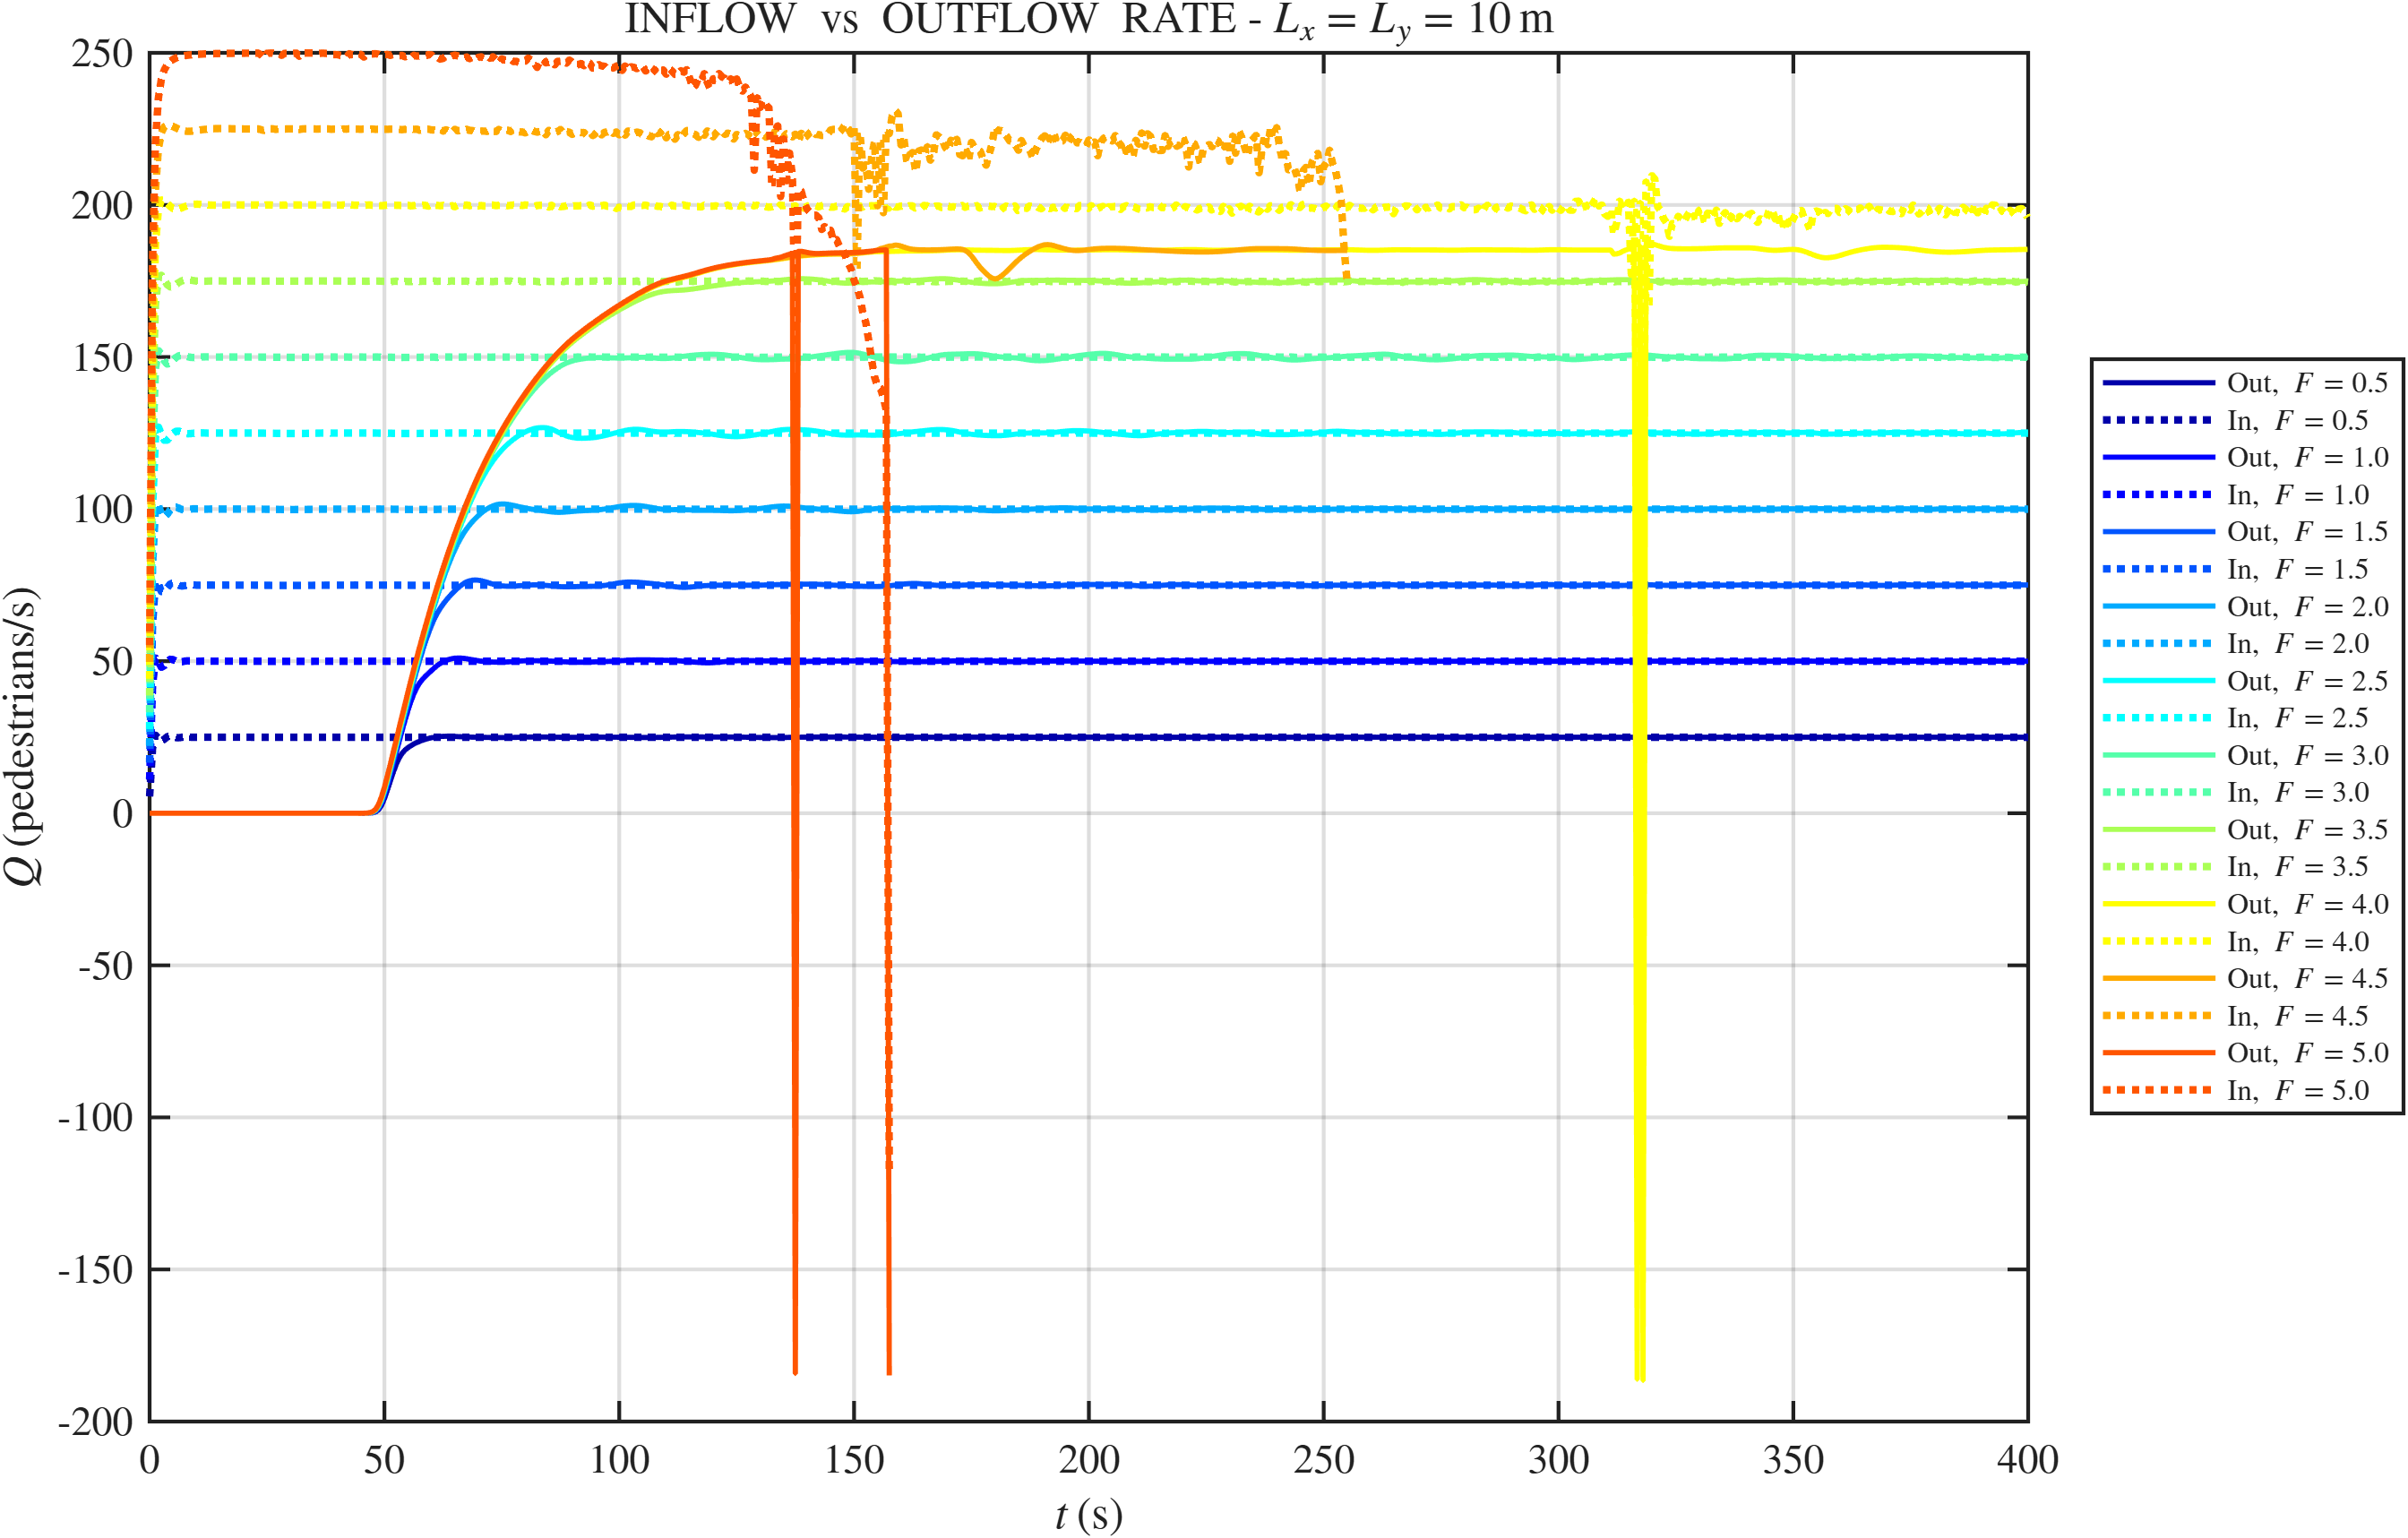 INFLOW vs OUTFLOW RATE - Lₓ = Lᵧ = 10 m
250
200
150
100
50
0
-50
-100
-150
-200
Q (pedestrians/s)
0 50 100 150 200 250 300 350 400
t (s)
Out, F = 0.5
In, F = 0.5
Out, F = 1.0
In, F = 1.0
Out, F = 1.5
In, F = 1.5
Out, F = 2.0
In, F = 2.0
Out, F = 2.5
In, F = 2.5
Out, F = 3.0
In, F = 3.0
Out, F = 3.5
In, F = 3.5
Out, F = 4.0
In, F = 4.0
Out, F = 4.5
In, F = 4.5
Out, F = 5.0
In, F = 5.0